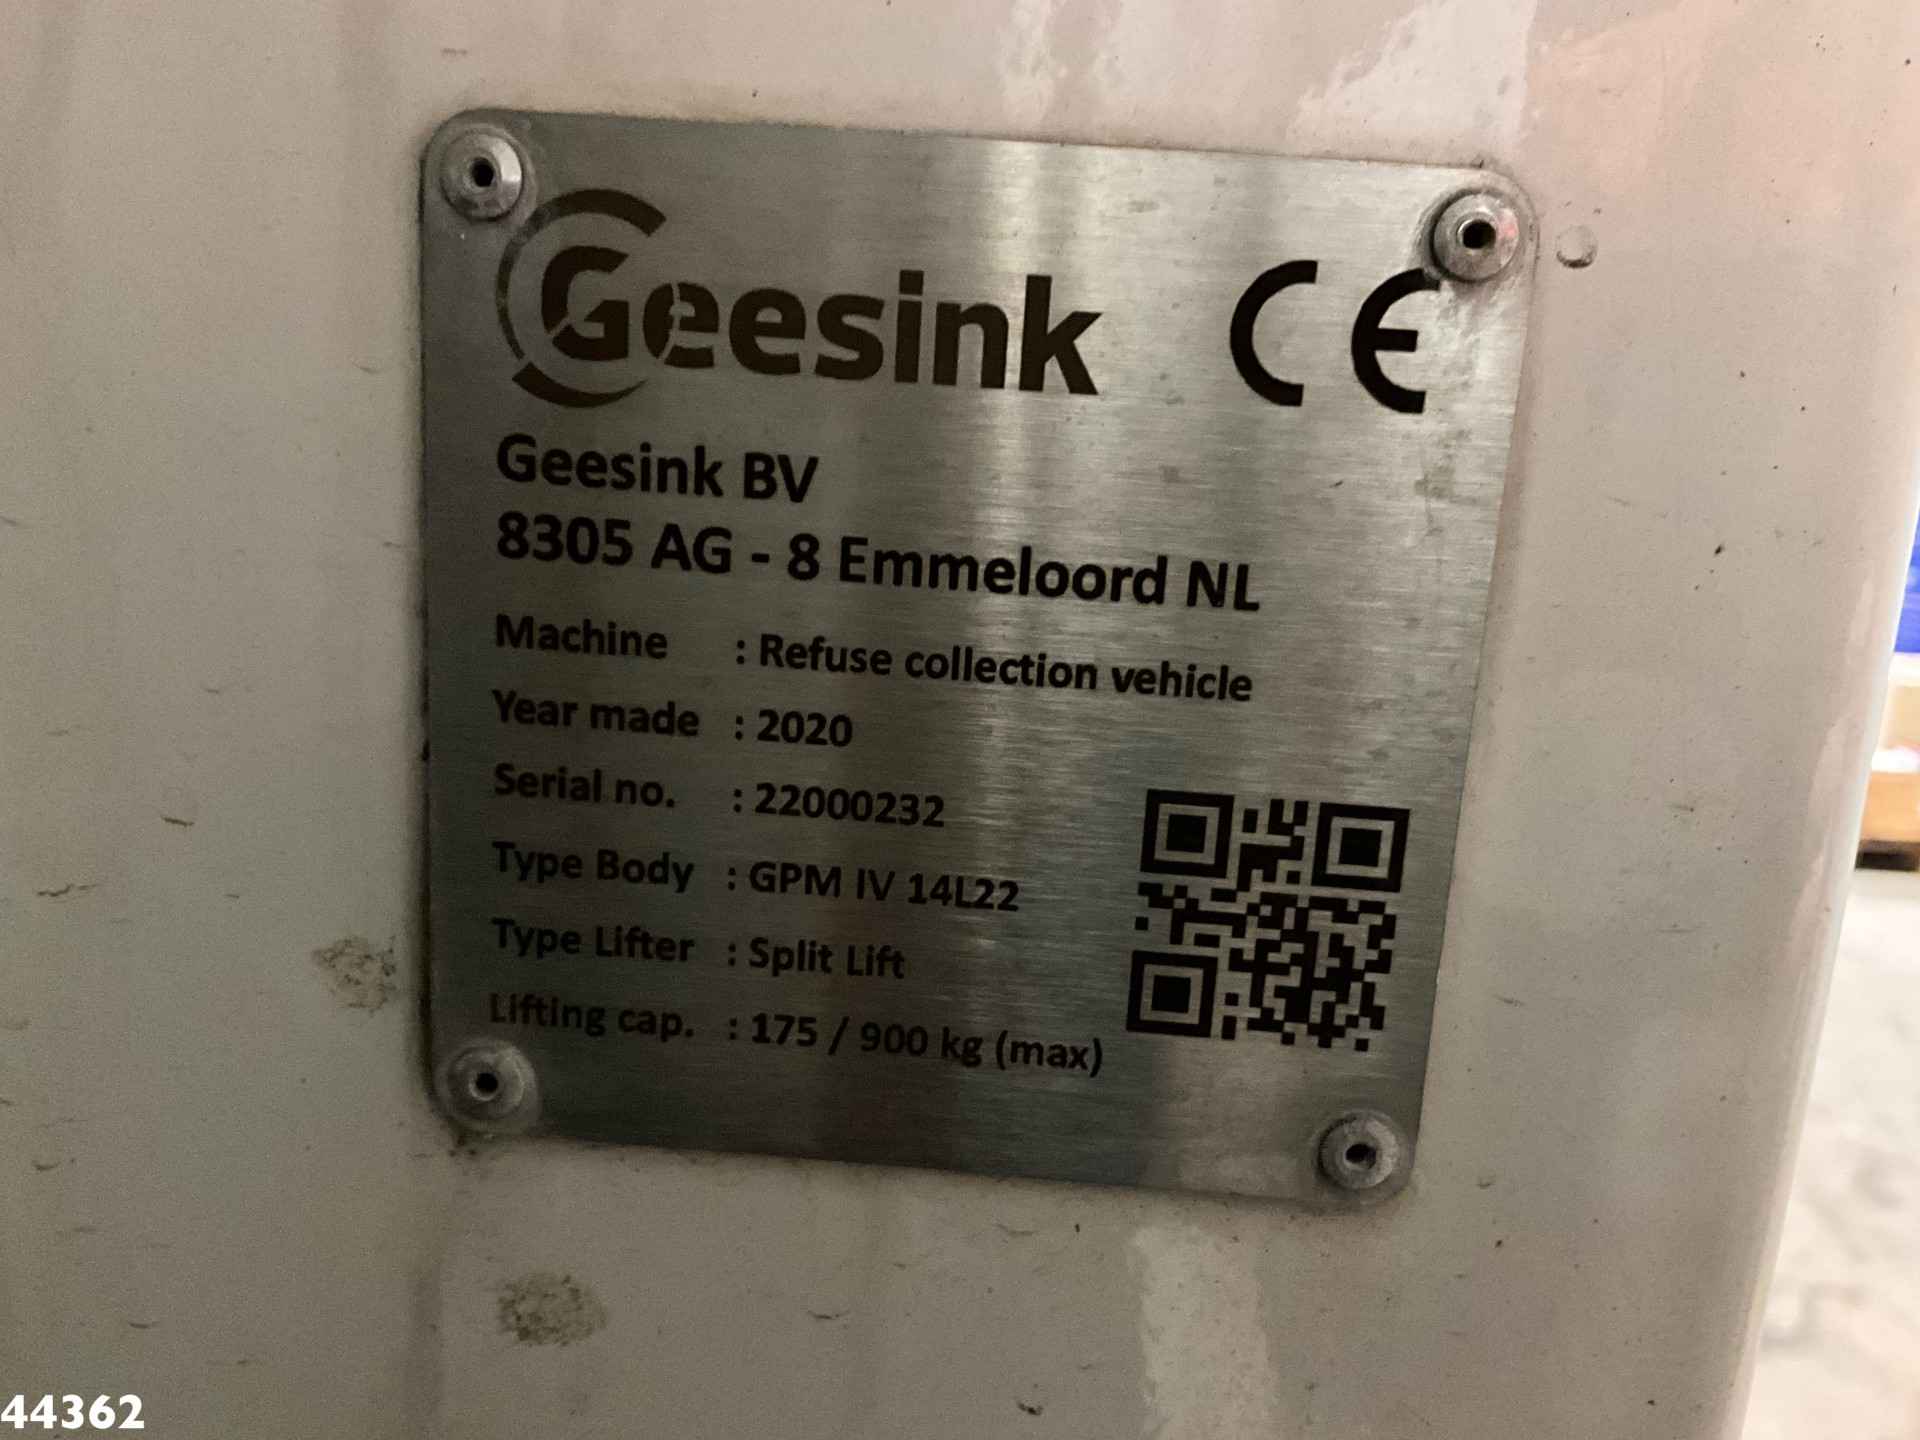 Geesink CE
Geesink BV
8305 AG - 8 Emmeloord NL
Machine : Refuse collection vehicle
Year made : 2020
Serial no. : 22000232
Type Body : GPM IV 14L22
Type Lifter : Split Lift
Lifting cap. : 175 / 900 kg (max)
44362